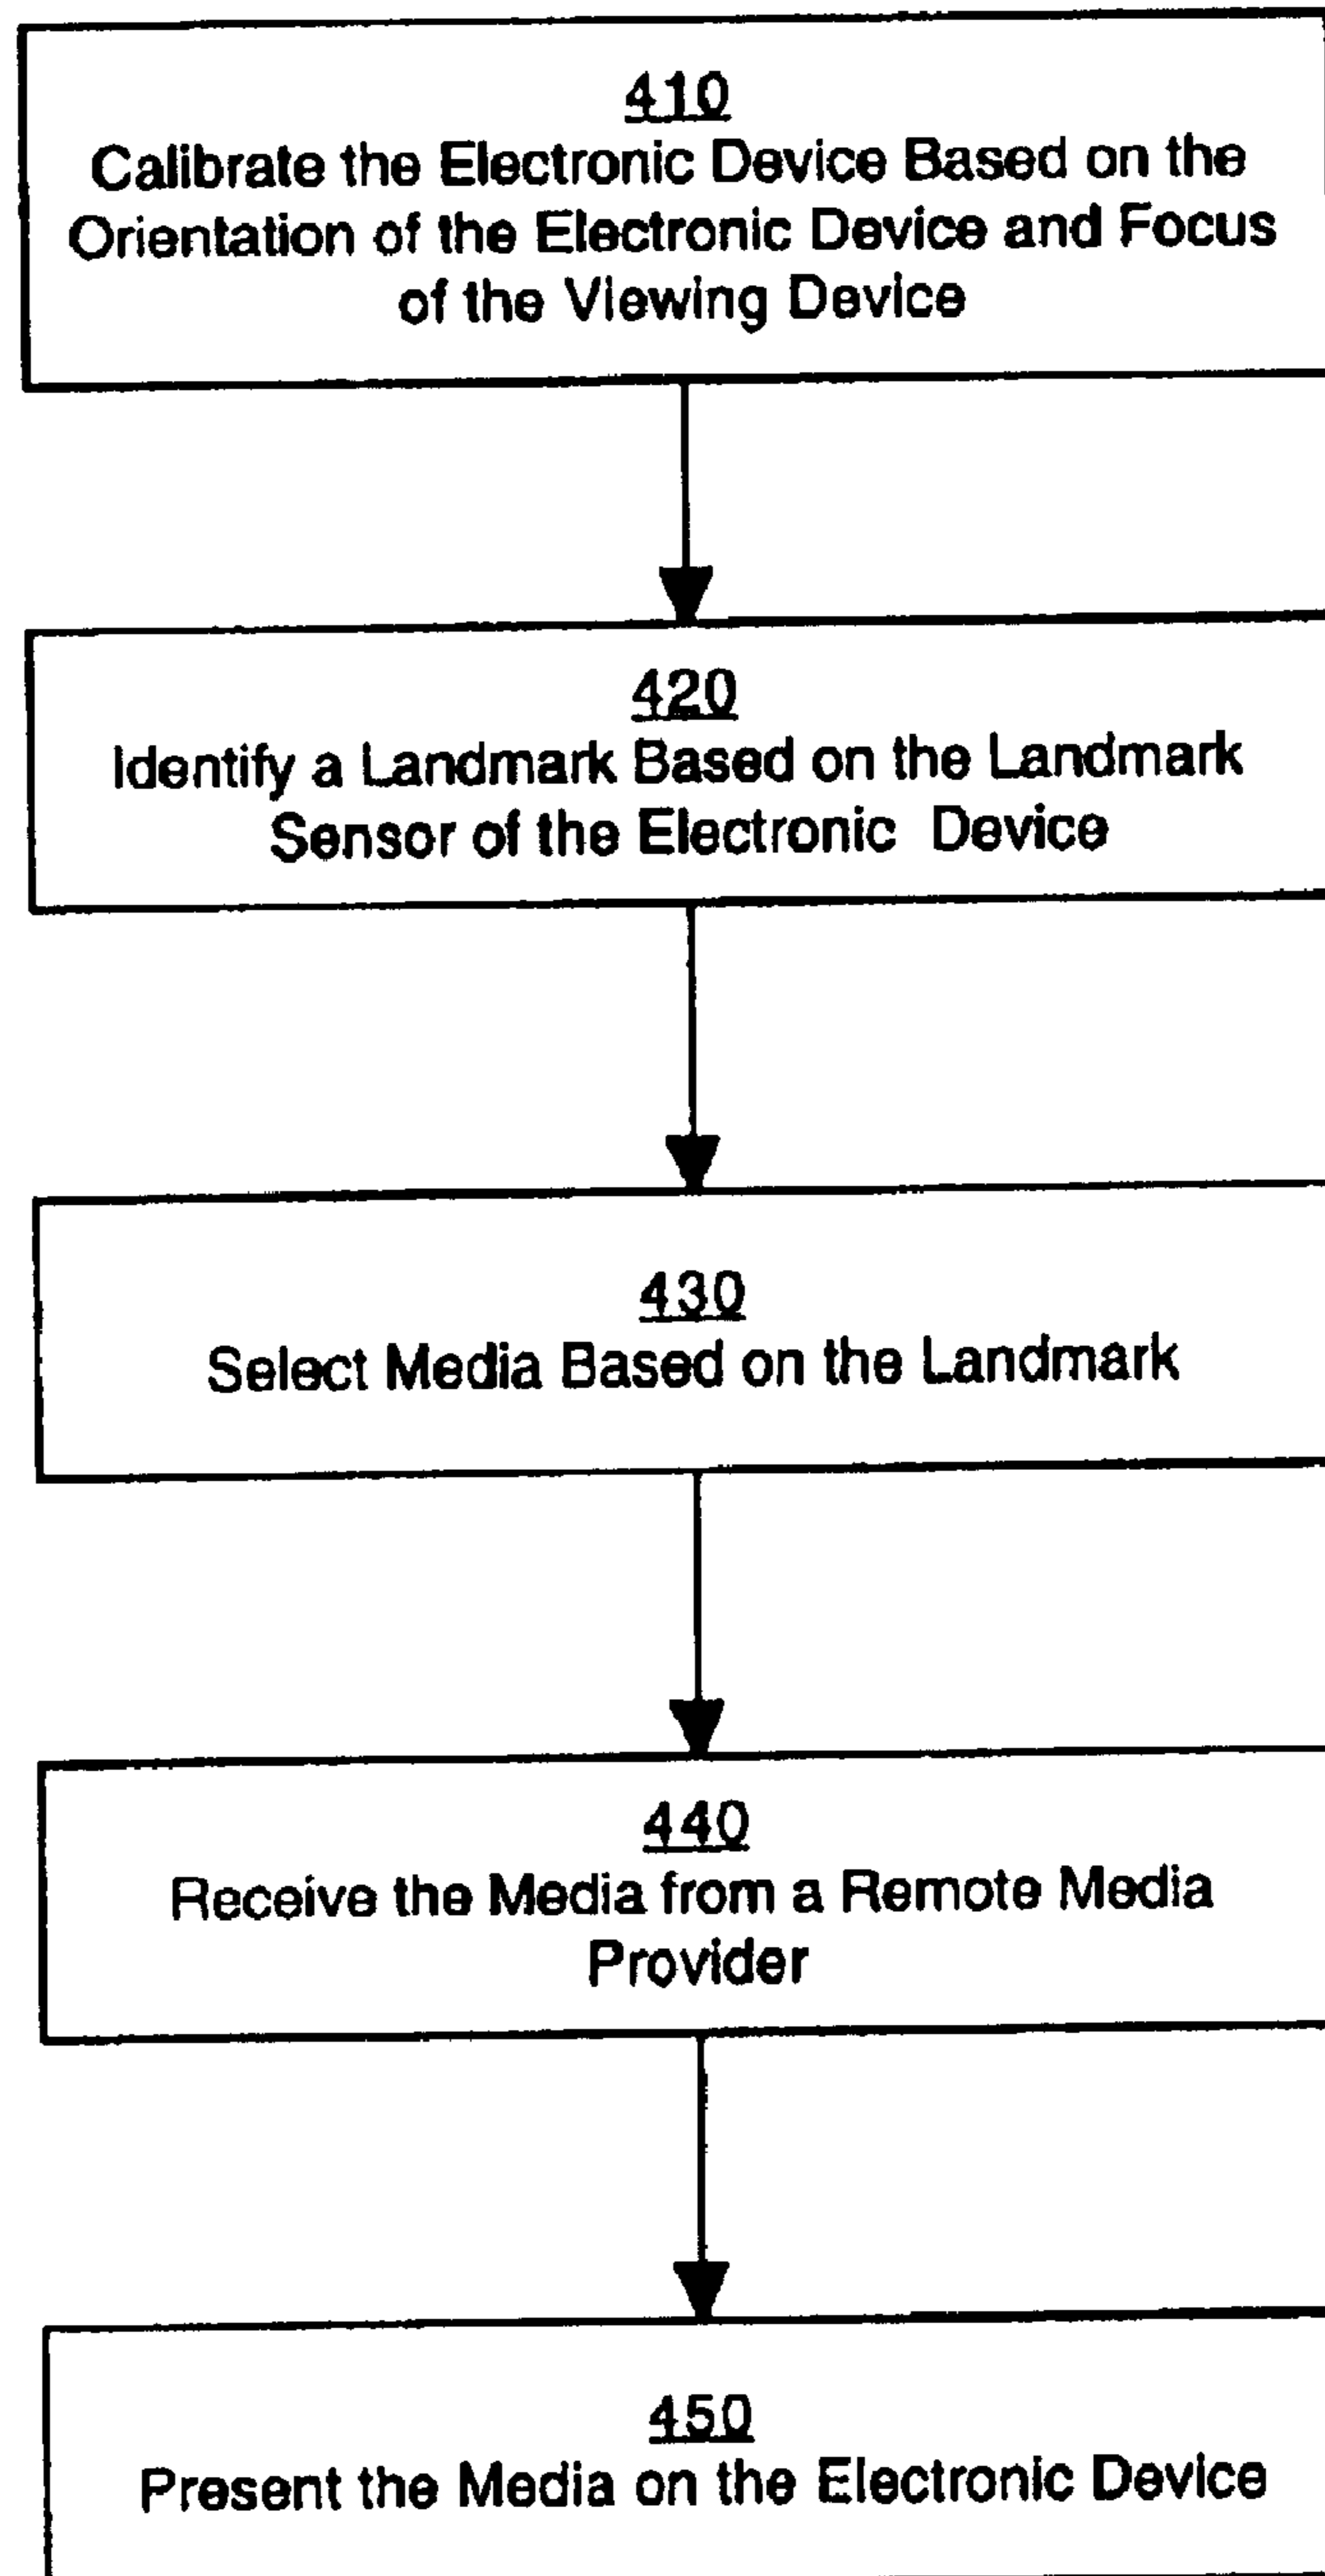 410
Calibrate the Electronic Device Based on the
Orientation of the Electronic Device and Focus
of the Viewing Device
420
Identify a Landmark Based on the Landmark
Sensor of the Electronic Device
430
Select Media Based on the Landmark
440
Receive the Media from a Remote Media
Provider
450
Present the Media on the Electronic Device